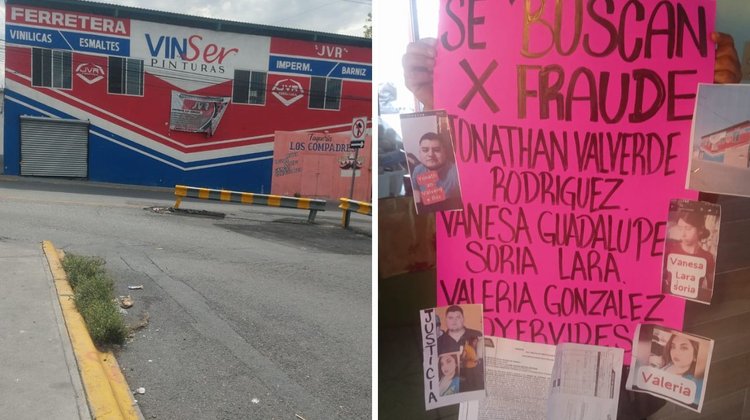 FERRETERA
VINILICAS / ESMALTES
VINSer
PINTURAS
"JVR"
IMPERM. / BARNIZ
JVR
JVR
Taqueria
LOS COMPADRES
SE BUSCAN
X FRAUDE
JONATHAN VALVERDE
RODRIGUEZ.
VANESA GUADALUPE
SORIA LARA.
VALERIA GONZALEZ
OYERVIDES
Vanesa
Lara
soria
JUSTICIA
Valeria